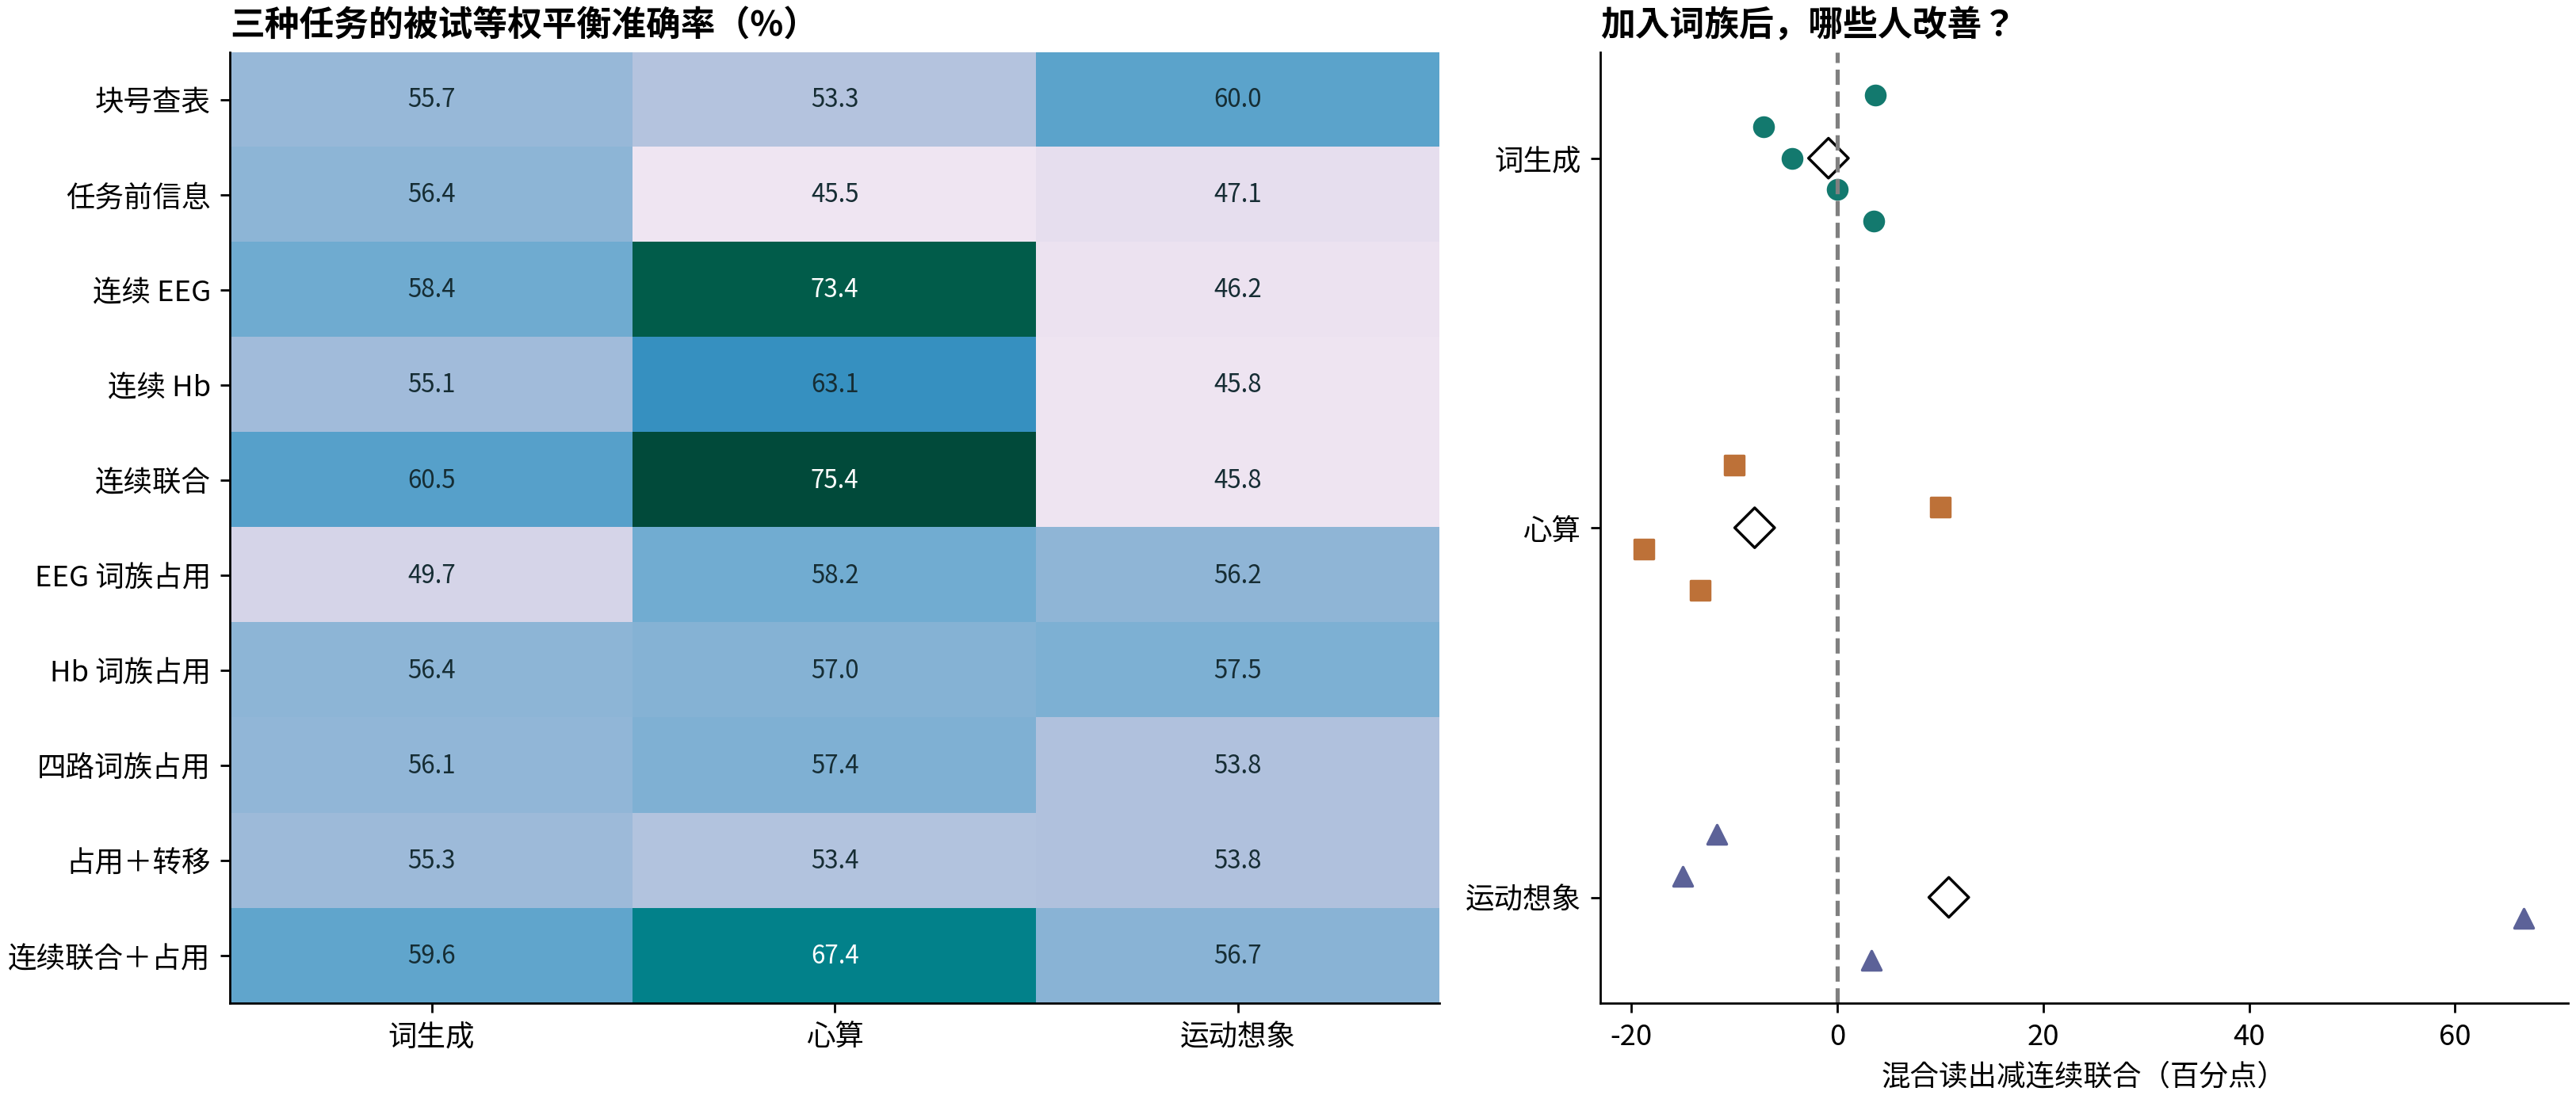 三种任务的被试等权平衡准确率（%）
块号查表 55.7 53.3 60.0
任务前信息 56.4 45.5 47.1
连续 EEG 58.4 73.4 46.2
连续 Hb 55.1 63.1 45.8
连续联合 60.5 75.4 45.8
EEG 词族占用 49.7 58.2 56.2
Hb 词族占用 56.4 57.0 57.5
四路词族占用 56.1 57.4 53.8
占用＋转移 55.3 53.4 53.8
连续联合＋占用 59.6 67.4 56.7
词生成 心算 运动想象
加入词族后，哪些人改善？
词生成
心算
运动想象
-20 0 20 40 60
混合读出减连续联合（百分点）